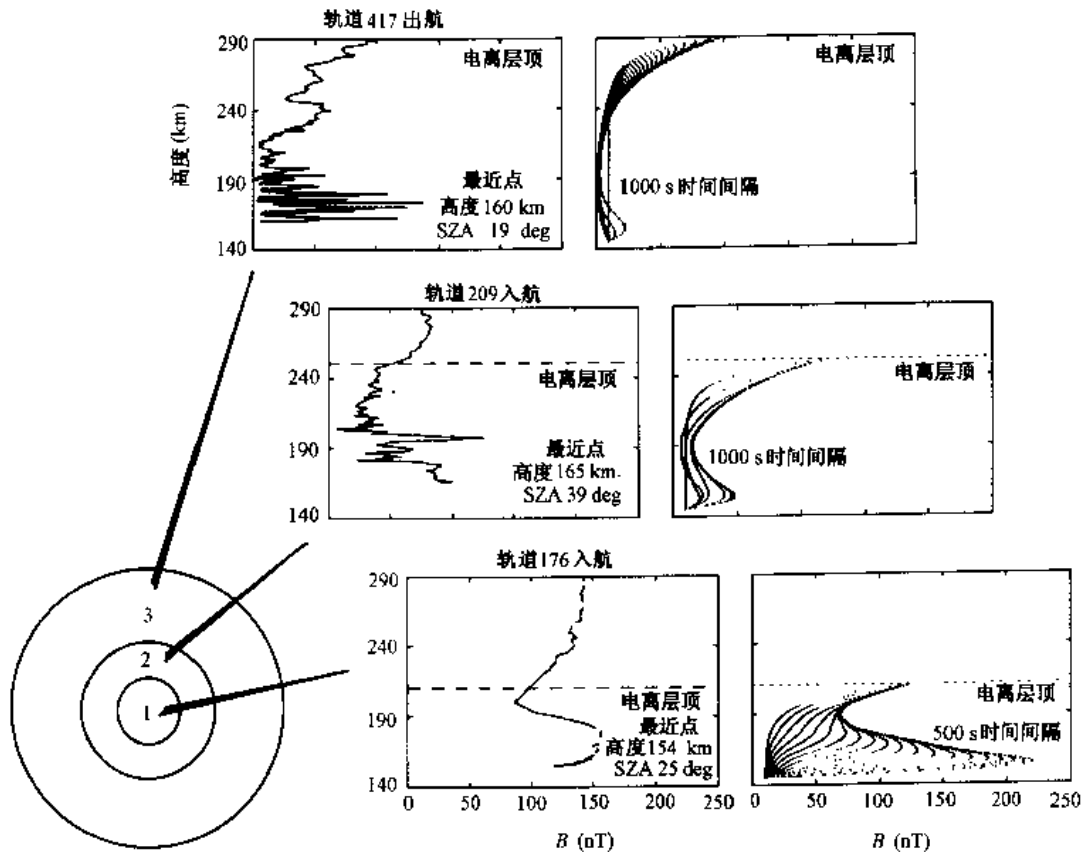 轨道 417 出航
290
240
190
140
高度 (km)
电离层顶
最近点
高度 160 km
SZA 19 deg
电离层顶
1000 s 时间间隔
轨道 209 入航
290
240
190
140
电离层顶
最近点
高度 165 km.
SZA 39 deg
电离层顶
1000 s 时间间隔
轨道 176 入航
290
240
190
140
电离层顶
最近点
高度 154 km
SZA 25 deg
0 50 100 150 200 250
B (nT)
电离层顶
500 s 时间间隔
0 50 100 150 200 250
B (nT)
3
2
1